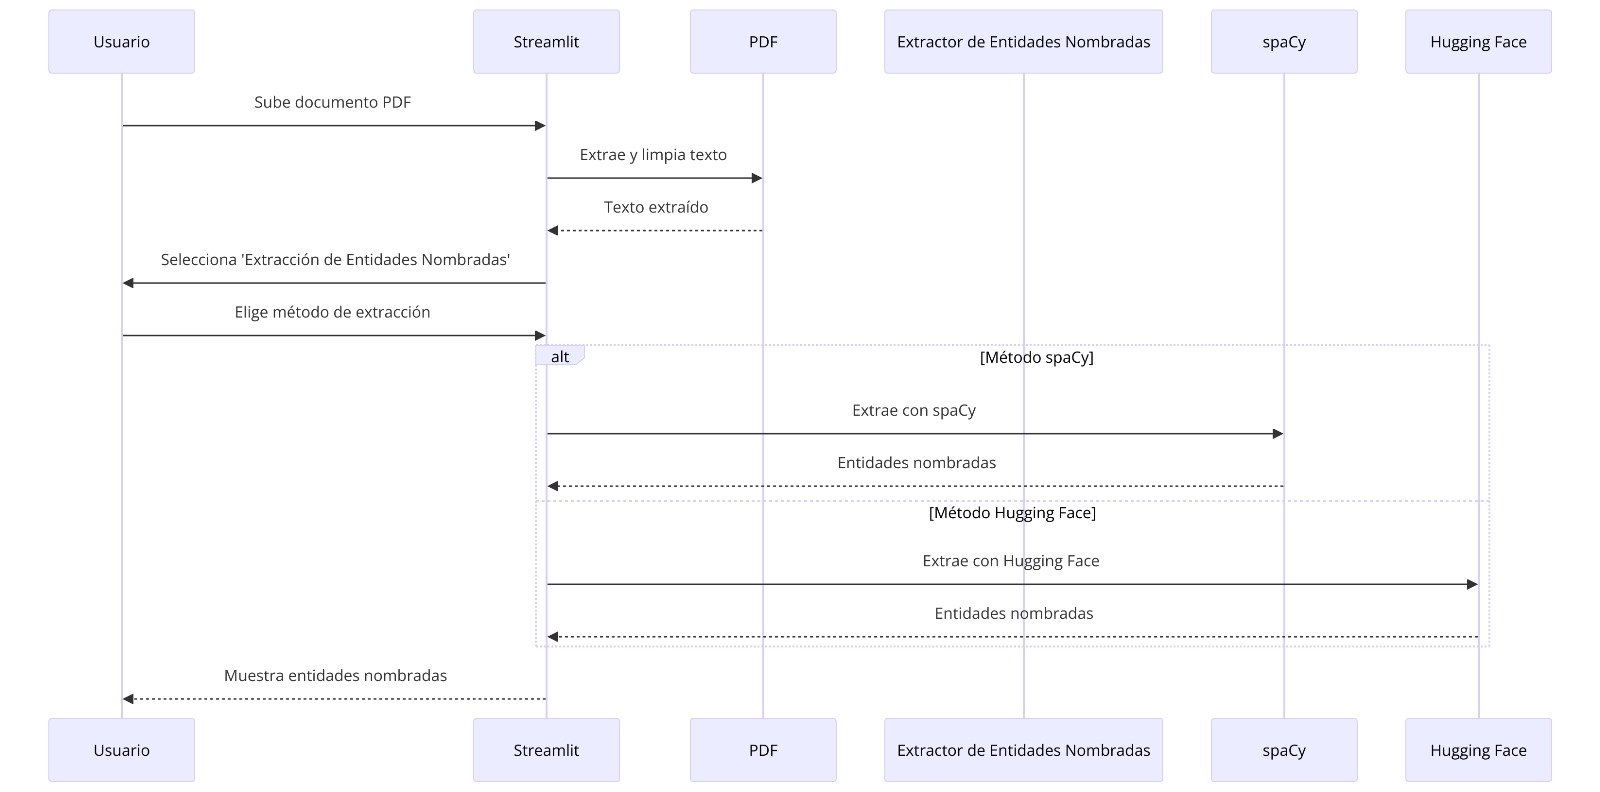 Usuario
Streamlit
PDF
Extractor de Entidades Nombradas
spaCy
Hugging Face
Sube documento PDF
Extrae y limpia texto
Texto extraído
Selecciona 'Extracción de Entidades Nombradas'
Elige método de extracción
alt
[Método spaCy]
Extrae con spaCy
Entidades nombradas
[Método Hugging Face]
Extrae con Hugging Face
Entidades nombradas
Muestra entidades nombradas
Usuario
Streamlit
PDF
Extractor de Entidades Nombradas
spaCy
Hugging Face